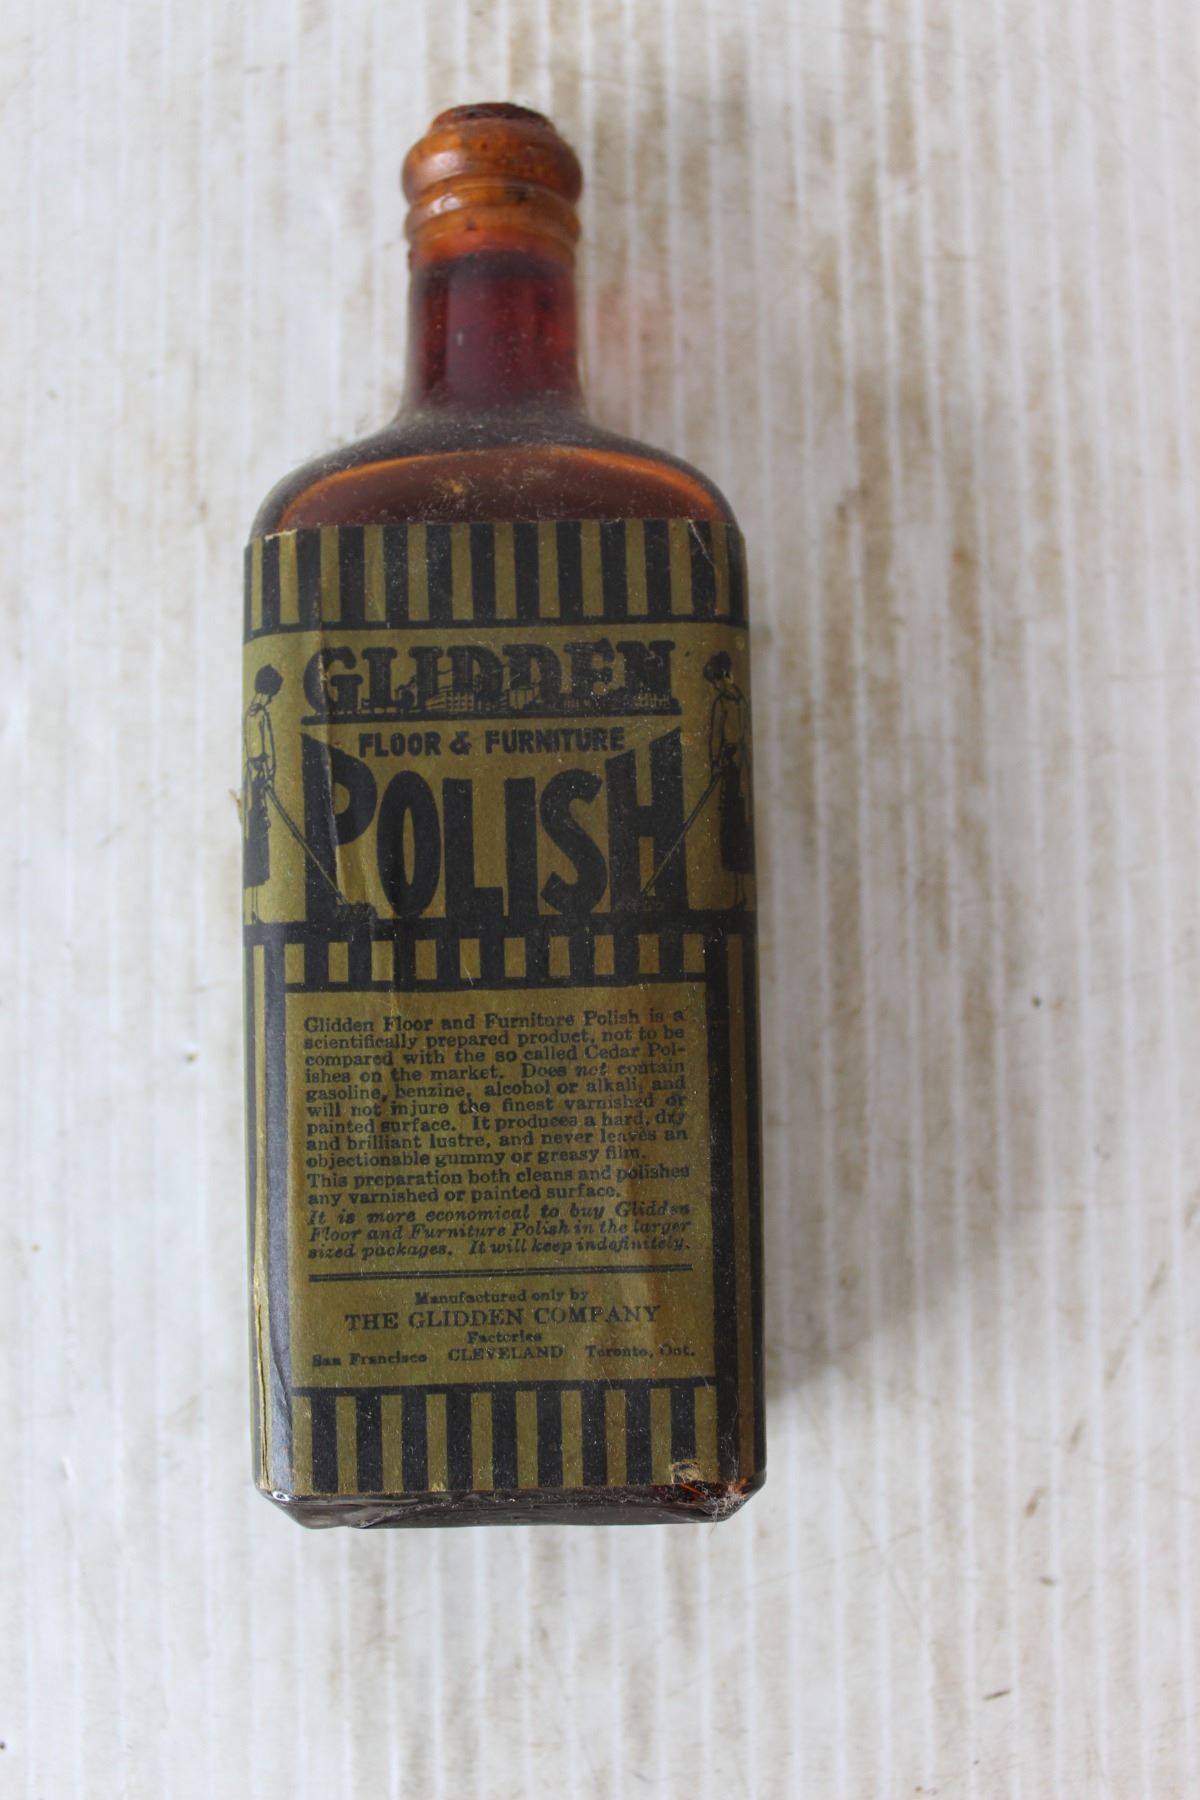 GLIDDEN
FLOOR & FURNITURE
POLISH
Glidden Floor and Furniture Polish is a
scientifically prepared product, not to be
compared with the so called Cedar Pol-
ishes on the market. Does not contain
gasoline, benzine, alcohol or alkali, and
will not injure the finest varnished or
painted surface. It produces a hard, dry
and brilliant lustre, and never leaves an
objectionable gummy or greasy film.
This preparation both cleans and polishes
any varnished or painted surface.
It is more economical to buy Glidden
Floor and Furniture Polish in the larger
sized packages. It will keep indefinitely.
Manufactured only by
THE GLIDDEN COMPANY
Factories
San Francisco CLEVELAND Toronto, Ont.